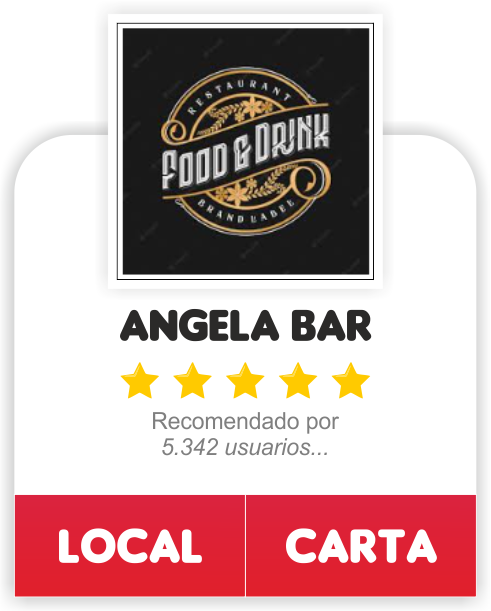 RESTAURANT
FOOD & DRINK
BRAND LABEL
ANGELA BAR
Recomendado por
5.342 usuarios...
LOCAL
CARTA